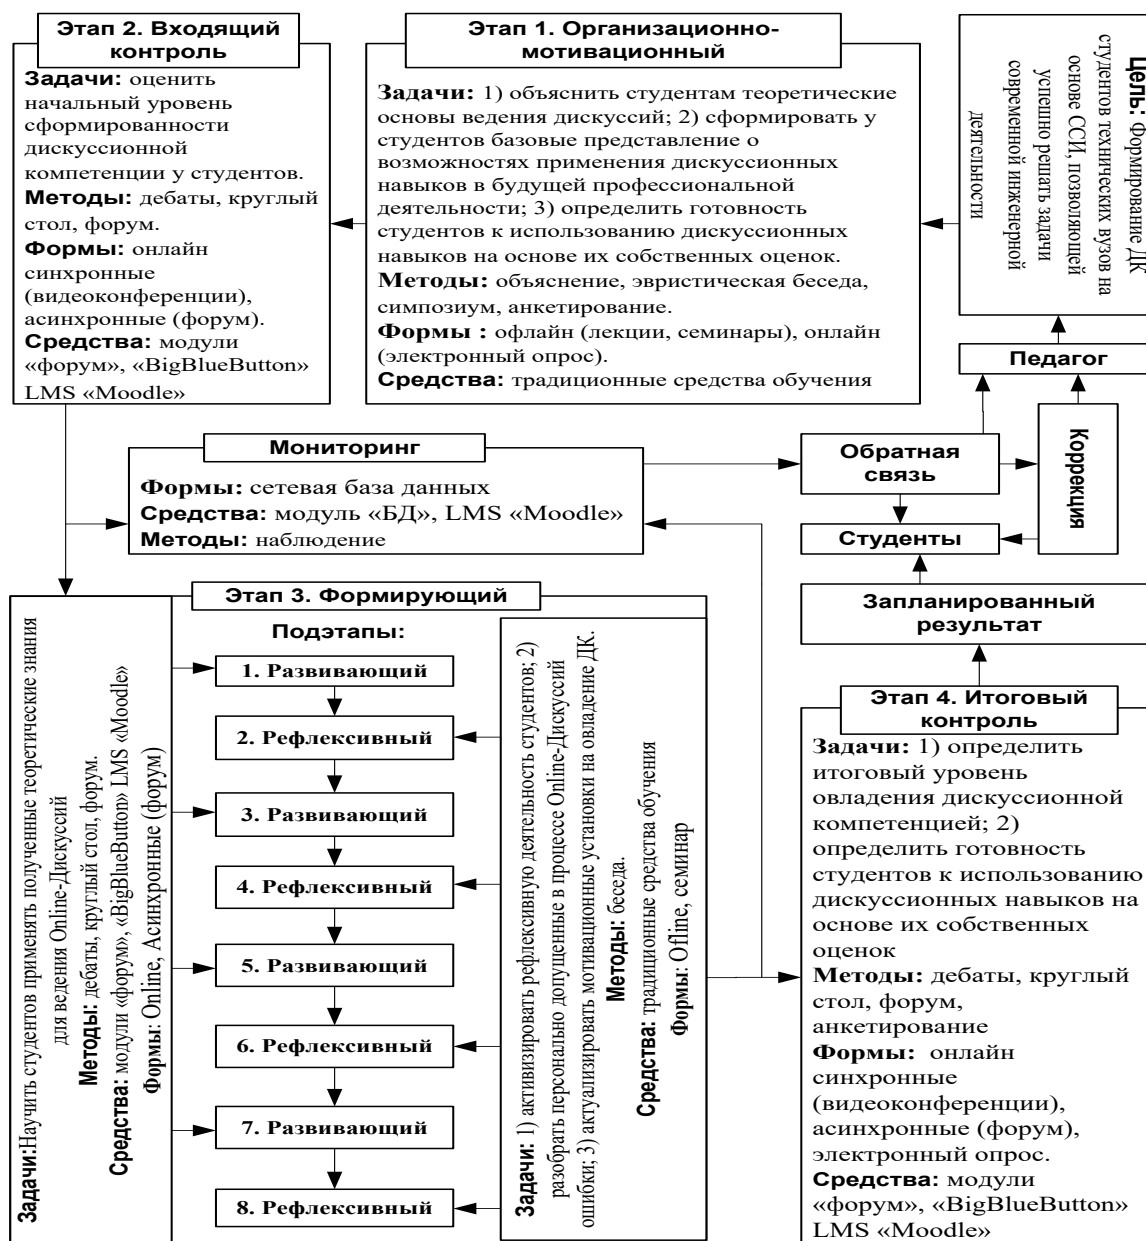 Этап 2. Входящий
контроль
Задачи: оценить
начальный уровень
сформированности
дискуссионной
компетенции у студентов.
Методы: дебаты, круглый
стол, форум.
Формы: онлайн
синхронные
(видеоконференции),
асинхронные (форум).
Средства: модули
«форум», «BigBlueButton»
LMS «Moodle»
Этап 1. Организационно-
мотивационный
Задачи: 1) объяснить студентам теоретические
основы ведения дискуссий; 2) сформировать у
студентов базовые представление о
возможностях применения дискуссионных
навыков в будущей профессиональной
деятельности; 3) определить готовность
студентов к использованию дискуссионных
навыков на основе их собственных оценок.
Методы: объяснение, эвристическая беседа,
симпозиум, анкетирование.
Формы : офлайн (лекции, семинары), онлайн
(электронный опрос).
Средства: традиционные средства обучения
Цель: Формирование ДК
студентов технических вузов на
основе ССИ, позволяющей
успешно решать задачи
современной инженерной
деятельности
Педагог
Мониторинг
Формы: сетевая база данных
Средства: модуль «БД», LMS «Moodle»
Методы: наблюдение
Обратная
связь
Коррекция
Студенты
Запланированный
результат
Этап 3. Формирующий
Подэтапы:
1. Развивающий
2. Рефлексивный
3. Развивающий
4. Рефлексивный
5. Развивающий
6. Рефлексивный
7. Развивающий
8. Рефлексивный
Задачи:Научить студентов применять полученные теоретические знания
для ведения Online-Дискуссий
Методы: дебаты, круглый стол, форум.
Средства: модули «форум», «BigBlueButton» LMS «Moodle»
Формы: Online, Асинхронные (форум)
Задачи: 1) активизировать рефлексивную деятельность студентов; 2)
разобрать персонально допущенные в процессе Online-Дискуссий
ошибки; 3) актуализировать мотивационные установки на овладение ДК.
Методы: беседа.
Средства: традиционные средства обучения
Формы: Ofline, семинар
Этап 4. Итоговый
контроль
Задачи: 1) определить
итоговый уровень
овладения дискуссионной
компетенцией; 2)
определить готовность
студентов к использованию
дискуссионных навыков на
основе их собственных
оценок
Методы: дебаты, круглый
стол, форум,
анкетирование
Формы: онлайн
синхронные
(видеоконференции),
асинхронные (форум),
электронный опрос.
Средства: модули
«форум», «BigBlueButton»
LMS «Moodle»